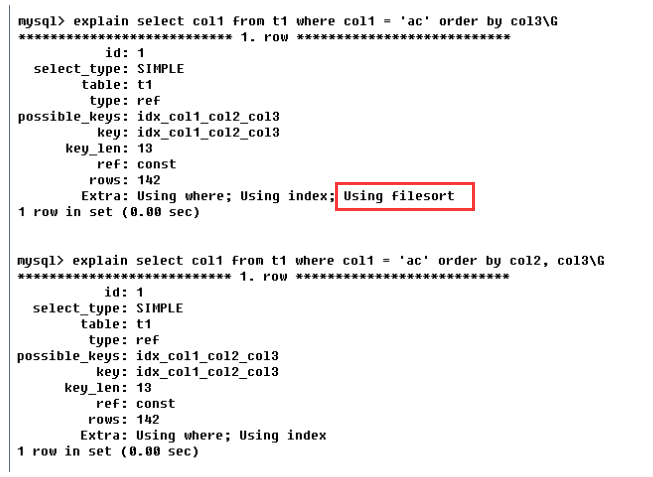 mysql> explain select col1 from t1 where col1 = 'ac' order by col3\G
*************************** 1. row ***************************
id: 1
select_type: SIMPLE
table: t1
type: ref
possible_keys: idx_col1_col2_col3
key: idx_col1_col2_col3
key_len: 13
ref: const
rows: 142
Extra: Using where; Using index; Using filesort
1 row in set (0.00 sec)
mysql> explain select col1 from t1 where col1 = 'ac' order by col2, col3\G
*************************** 1. row ***************************
id: 1
select_type: SIMPLE
table: t1
type: ref
possible_keys: idx_col1_col2_col3
key: idx_col1_col2_col3
key_len: 13
ref: const
rows: 142
Extra: Using where; Using index
1 row in set (0.00 sec)